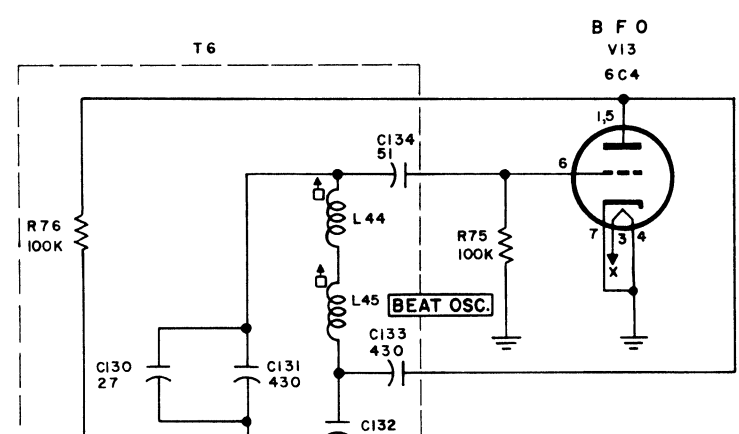 B F O
T6
V13
6C4
1,5
C134
51
6
R76
100K
L44
R75
100K
7
3
4
X
L45
BEAT OSC.
C133
430
C130
27
C131
430
C132